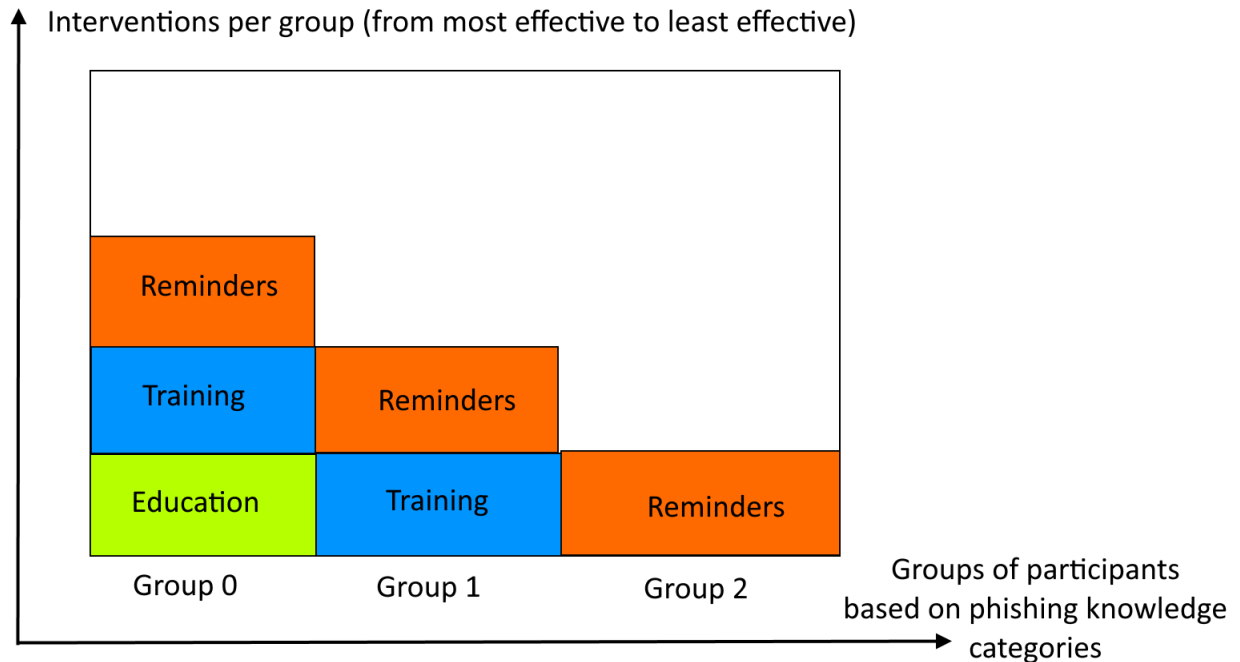 Interventions per group (from most effective to least effective)
Reminders
Training
Reminders
Education
Training
Reminders
Group 0
Group 1
Group 2
Groups of participants
based on phishing knowledge
categories